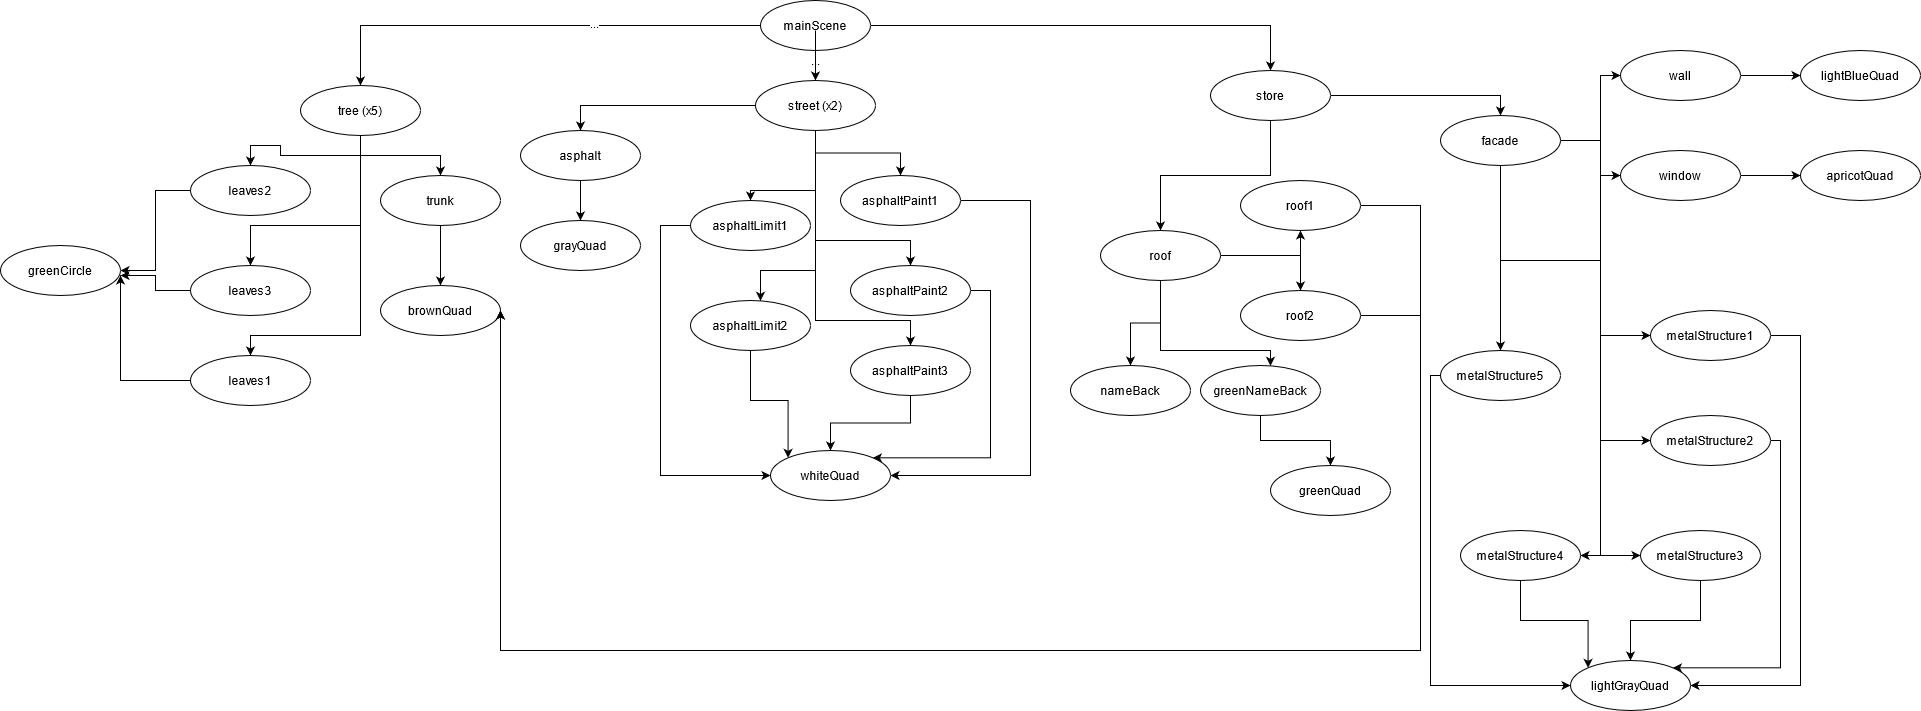 mainScene
...
...
tree (x5)
street (x2)
store
wall
lightBlueQuad
facade
asphalt
leaves2
trunk
window
apricotQuad
asphaltPaint1
roof1
asphaltLimit1
grayQuad
roof
greenCircle
leaves3
asphaltPaint2
brownQuad
roof2
asphaltLimit2
metalStructure1
asphaltPaint3
metalStructure5
leaves1
nameBack
greenNameBack
metalStructure2
whiteQuad
greenQuad
metalStructure4
metalStructure3
lightGrayQuad